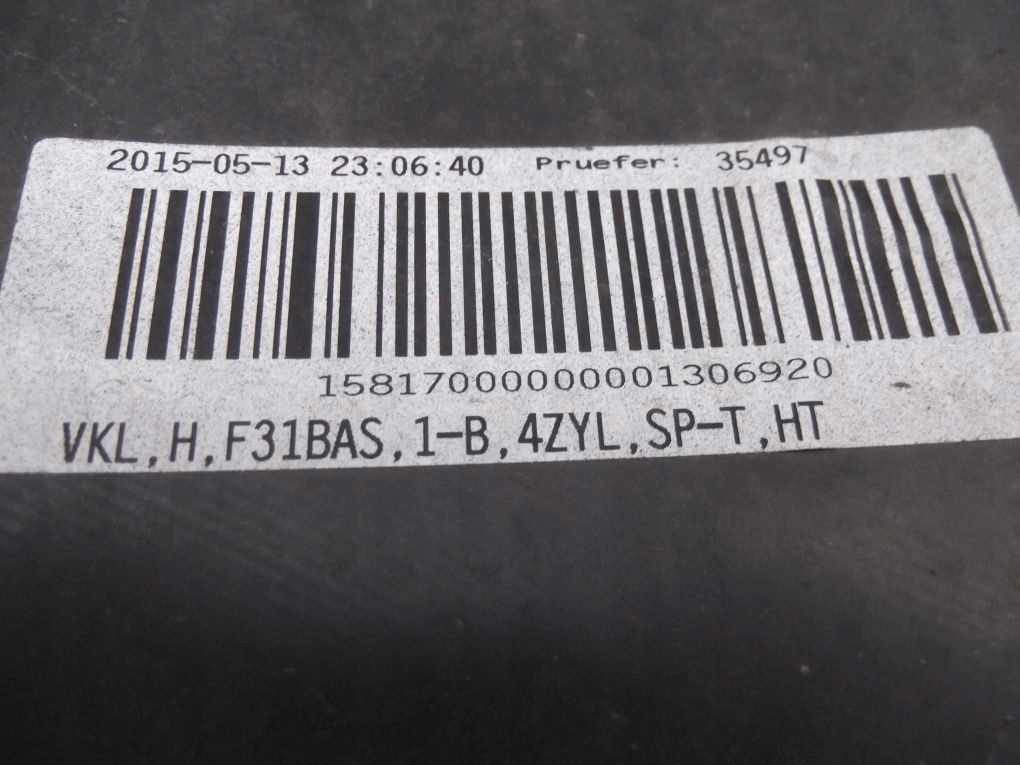 2015-05-13 23:06:40 Pruefer: 35497
15817000000001306920
VKL,H,F31BAS,1-B,4ZYL,SP-T,HT